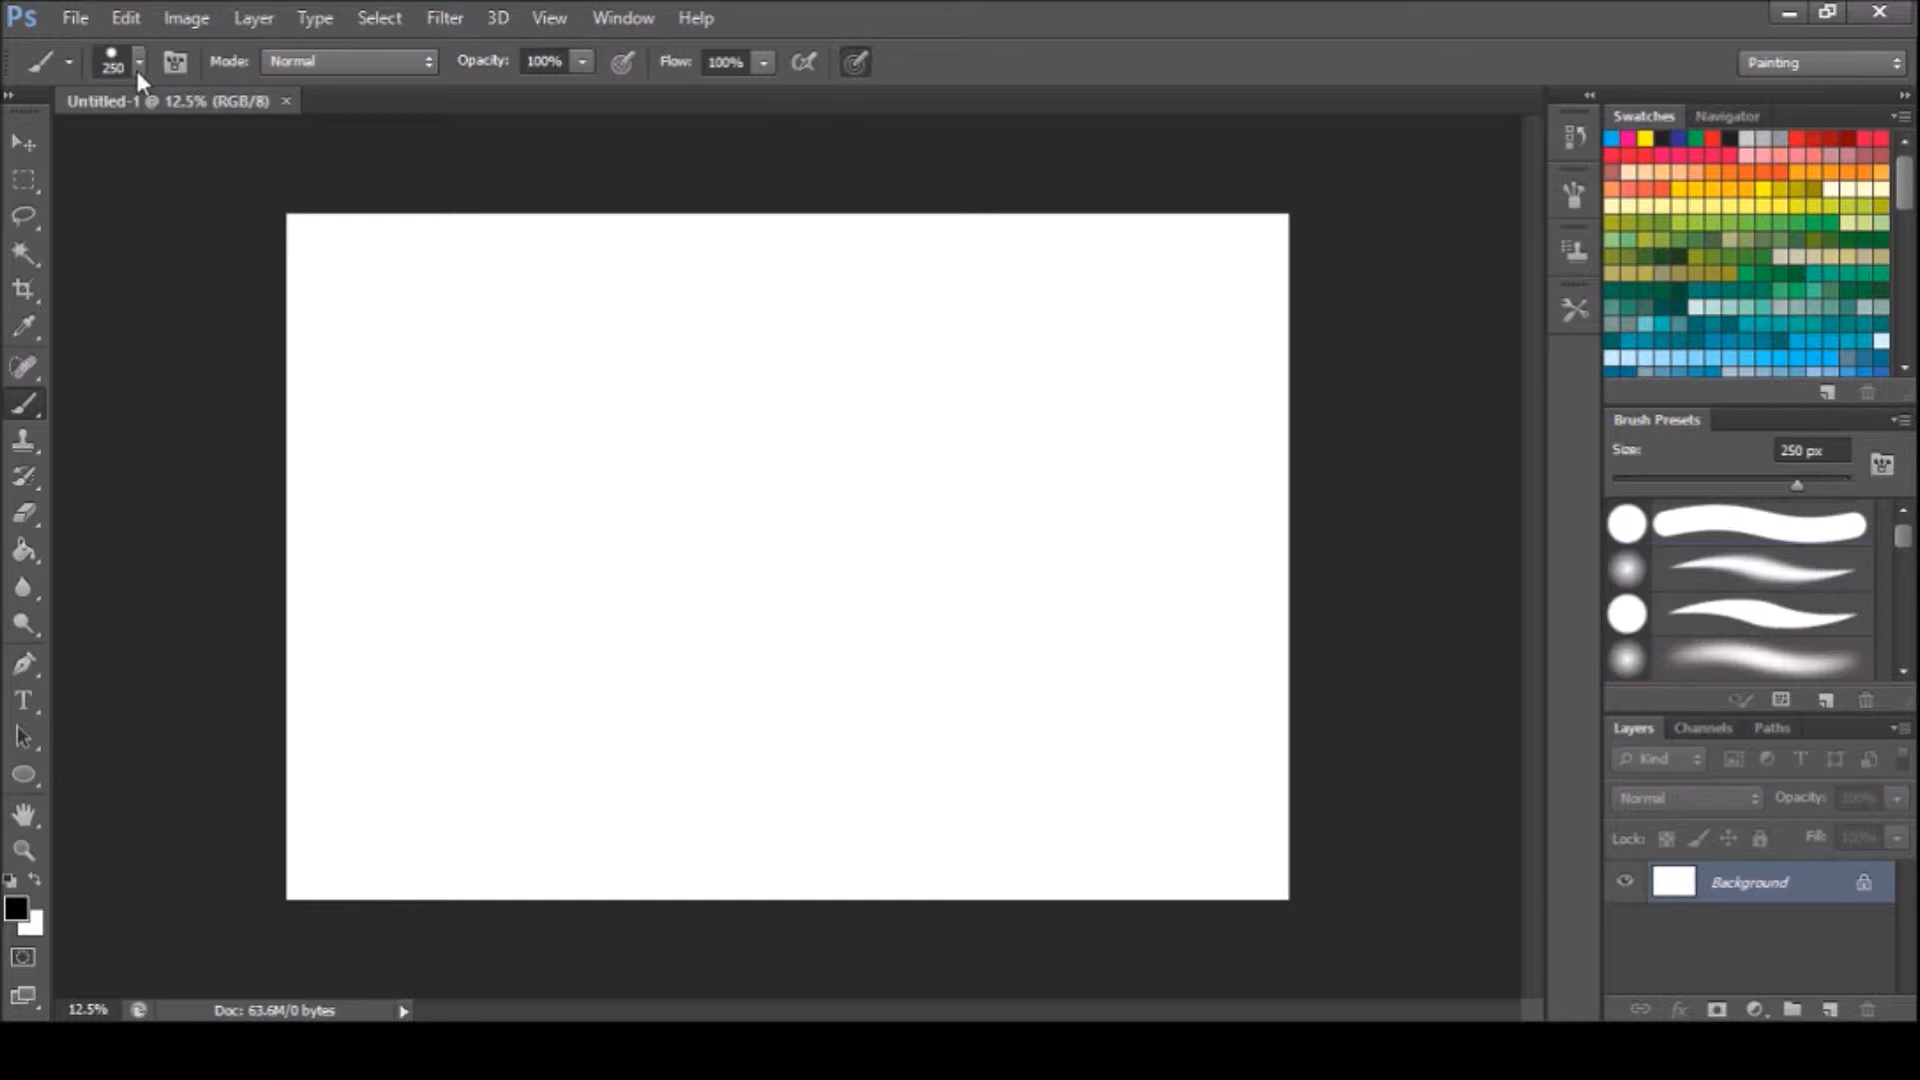 Ps File Edit Image Layer Type Select Filter 3D View Window Help
250 Mode: Normal Opacity: 100% Flow: 100% Painting
Untitled-1 @ 12.5% (RGB/8) ×
Swatches Navigator
Brush Presets
Size: 250 px
Layers Channels Paths
Kind
Normal Opacity: 100%
Lock: Fill: 100%
Background
12.5% Doc: 63.6M/0 bytes